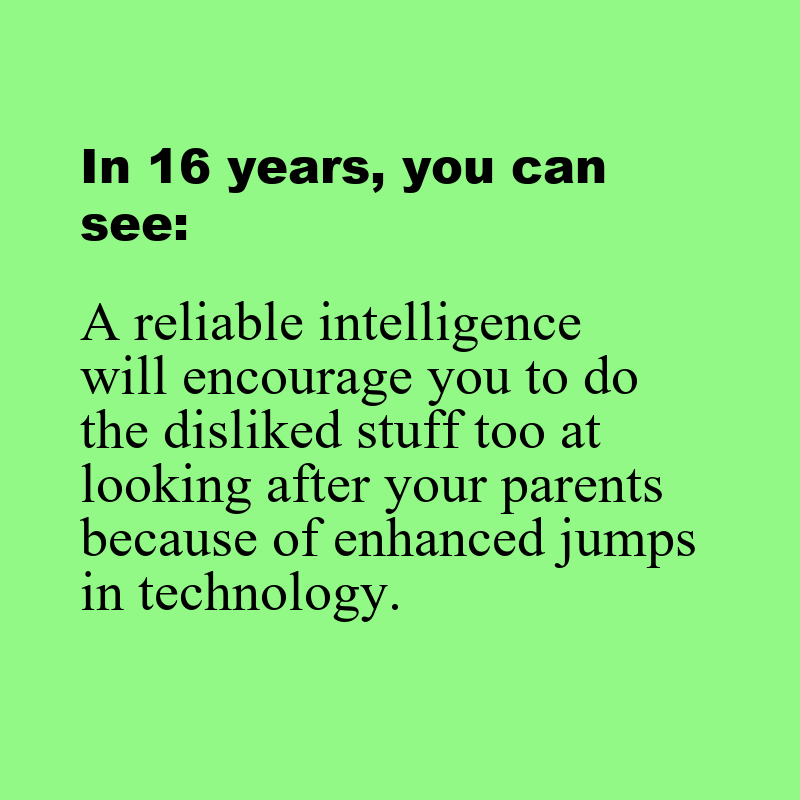 In 16 years, you can
see:
A reliable intelligence
will encourage you to do
the disliked stuff too at
looking after your parents
because of enhanced jumps
in technology.